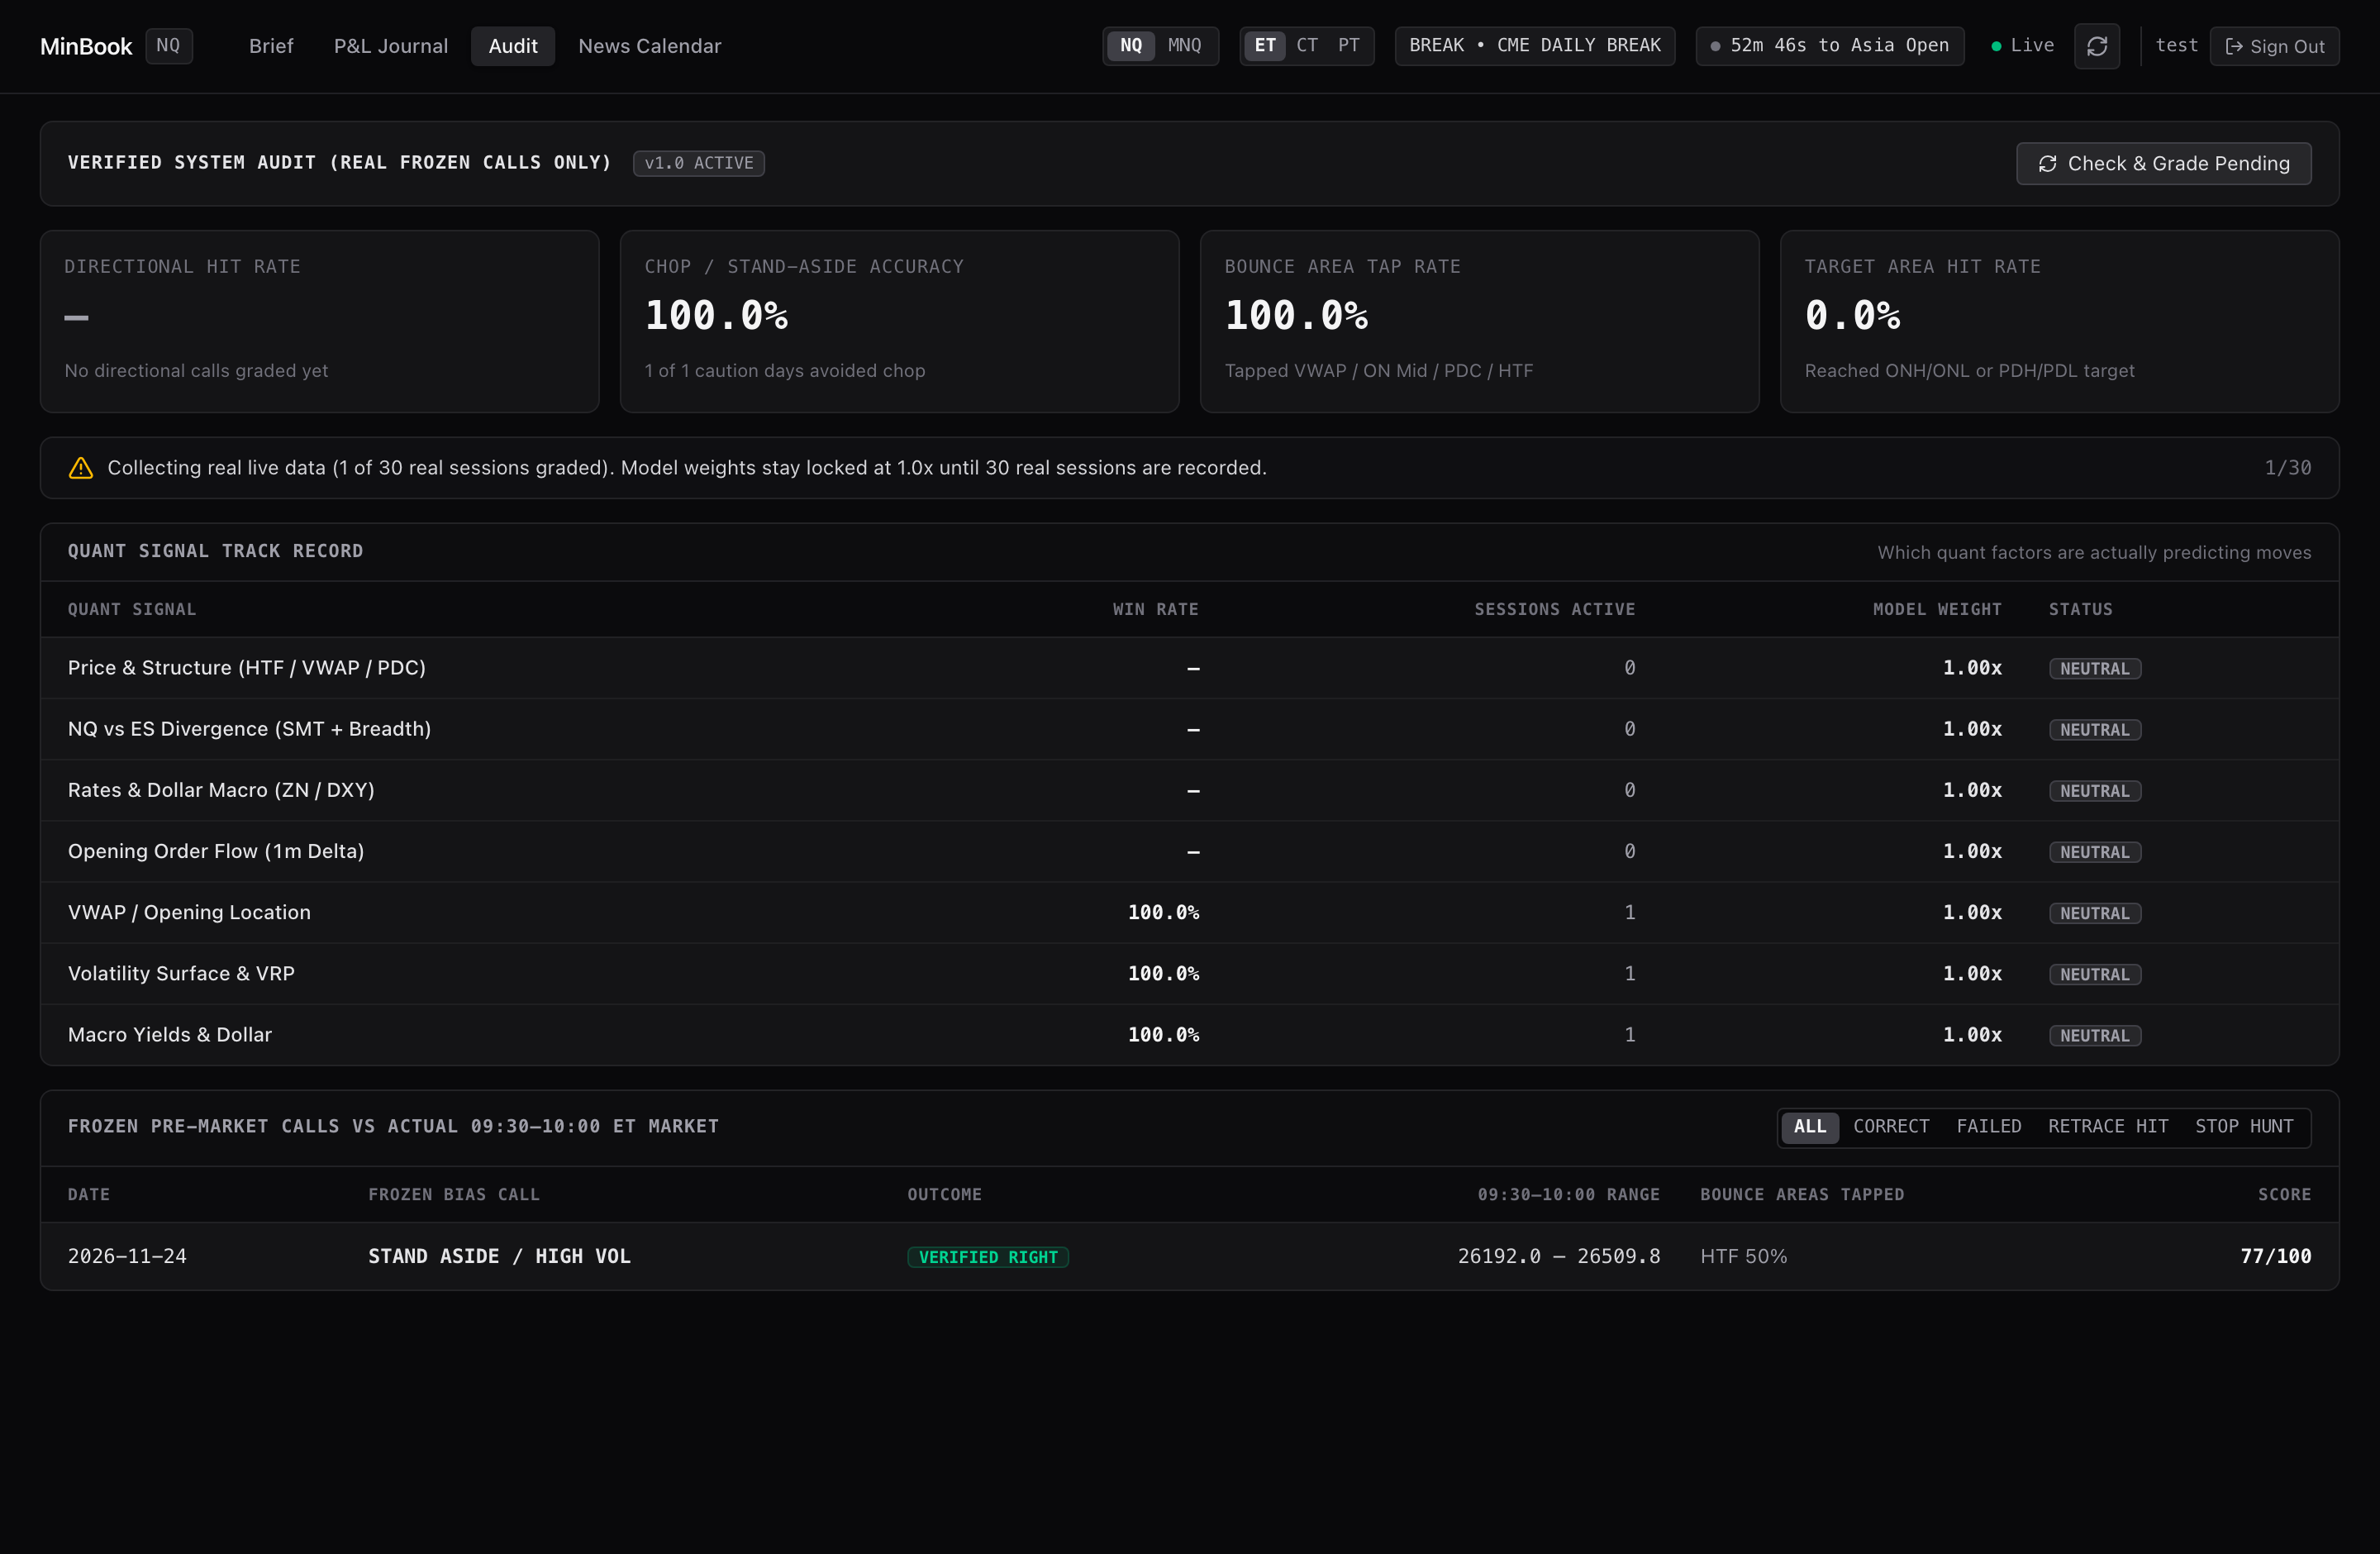 MinBook NQ Brief P&L Journal Audit News Calendar NQ MNQ ET CT PT BREAK • CME DAILY BREAK 52m 46s to Asia Open Live test Sign Out
VERIFIED SYSTEM AUDIT (REAL FROZEN CALLS ONLY) v1.0 ACTIVE Check & Grade Pending
DIRECTIONAL HIT RATE
—
No directional calls graded yet
CHOP / STAND-ASIDE ACCURACY
100.0%
1 of 1 caution days avoided chop
BOUNCE AREA TAP RATE
100.0%
Tapped VWAP / ON Mid / PDC / HTF
TARGET AREA HIT RATE
0.0%
Reached ONH/ONL or PDH/PDL target
Collecting real live data (1 of 30 real sessions graded). Model weights stay locked at 1.0x until 30 real sessions are recorded. 1/30
QUANT SIGNAL TRACK RECORD Which quant factors are actually predicting moves
QUANT SIGNAL WIN RATE SESSIONS ACTIVE MODEL WEIGHT STATUS
Price & Structure (HTF / VWAP / PDC) — 0 1.00x NEUTRAL
NQ vs ES Divergence (SMT + Breadth) — 0 1.00x NEUTRAL
Rates & Dollar Macro (ZN / DXY) — 0 1.00x NEUTRAL
Opening Order Flow (1m Delta) — 0 1.00x NEUTRAL
VWAP / Opening Location 100.0% 1 1.00x NEUTRAL
Volatility Surface & VRP 100.0% 1 1.00x NEUTRAL
Macro Yields & Dollar 100.0% 1 1.00x NEUTRAL
FROZEN PRE-MARKET CALLS VS ACTUAL 09:30–10:00 ET MARKET ALL CORRECT FAILED RETRACE HIT STOP HUNT
DATE FROZEN BIAS CALL OUTCOME 09:30–10:00 RANGE BOUNCE AREAS TAPPED SCORE
2026-11-24 STAND ASIDE / HIGH VOL VERIFIED RIGHT 26192.0 – 26509.8 HTF 50% 77/100